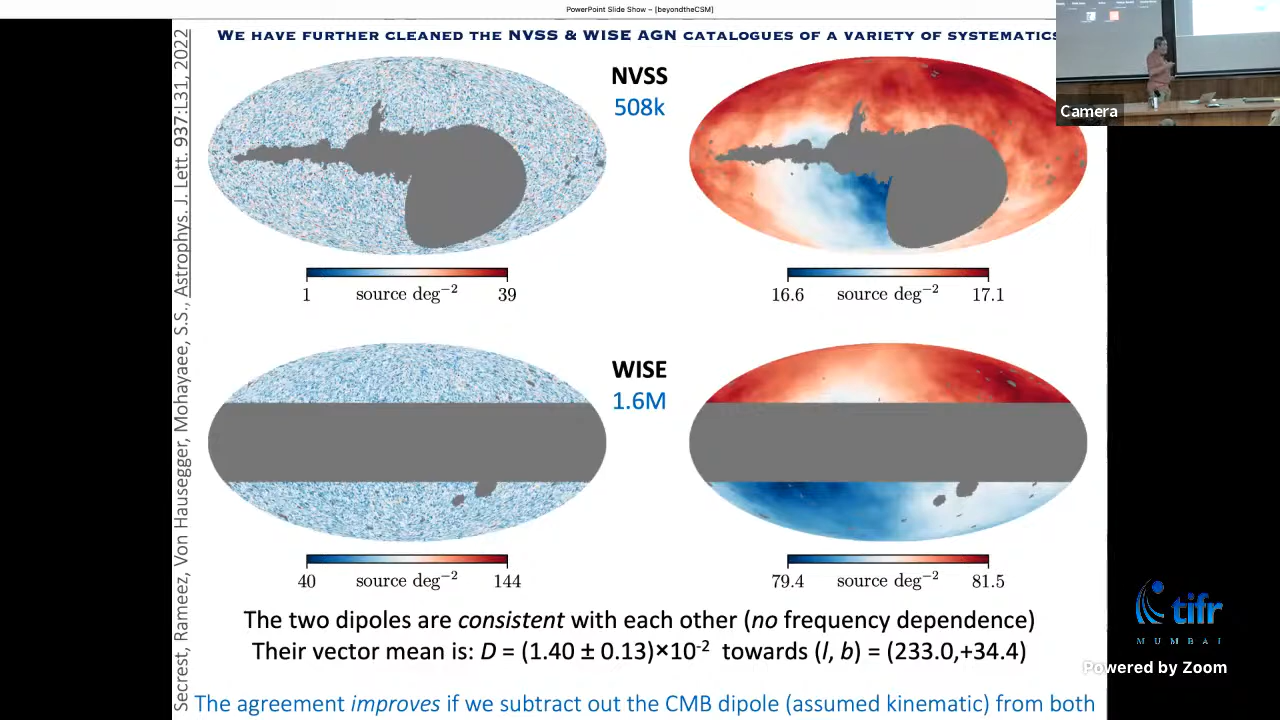 PowerPoint Slide Show – [beyondtheCSM]
WE HAVE FURTHER CLEANED THE NVSS & WISE AGN CATALOGUES OF A VARIETY OF SYSTEMATICS
Camera
Secrest, Rameez, Von Hausegger, Mohayaee, S.S., Astrophys. J. Lett. 937:L31, 2022
NVSS
508k
1 source deg⁻² 39
16.6 source deg⁻² 17.1
WISE
1.6M
40 source deg⁻² 144
79.4 source deg⁻² 81.5
The two dipoles are consistent with each other (no frequency dependence)
Their vector mean is: D = (1.40 ± 0.13)×10⁻² towards (l, b) = (233.0,+34.4)
The agreement improves if we subtract out the CMB dipole (assumed kinematic) from both
tifr
MUMBAI
Powered by Zoom